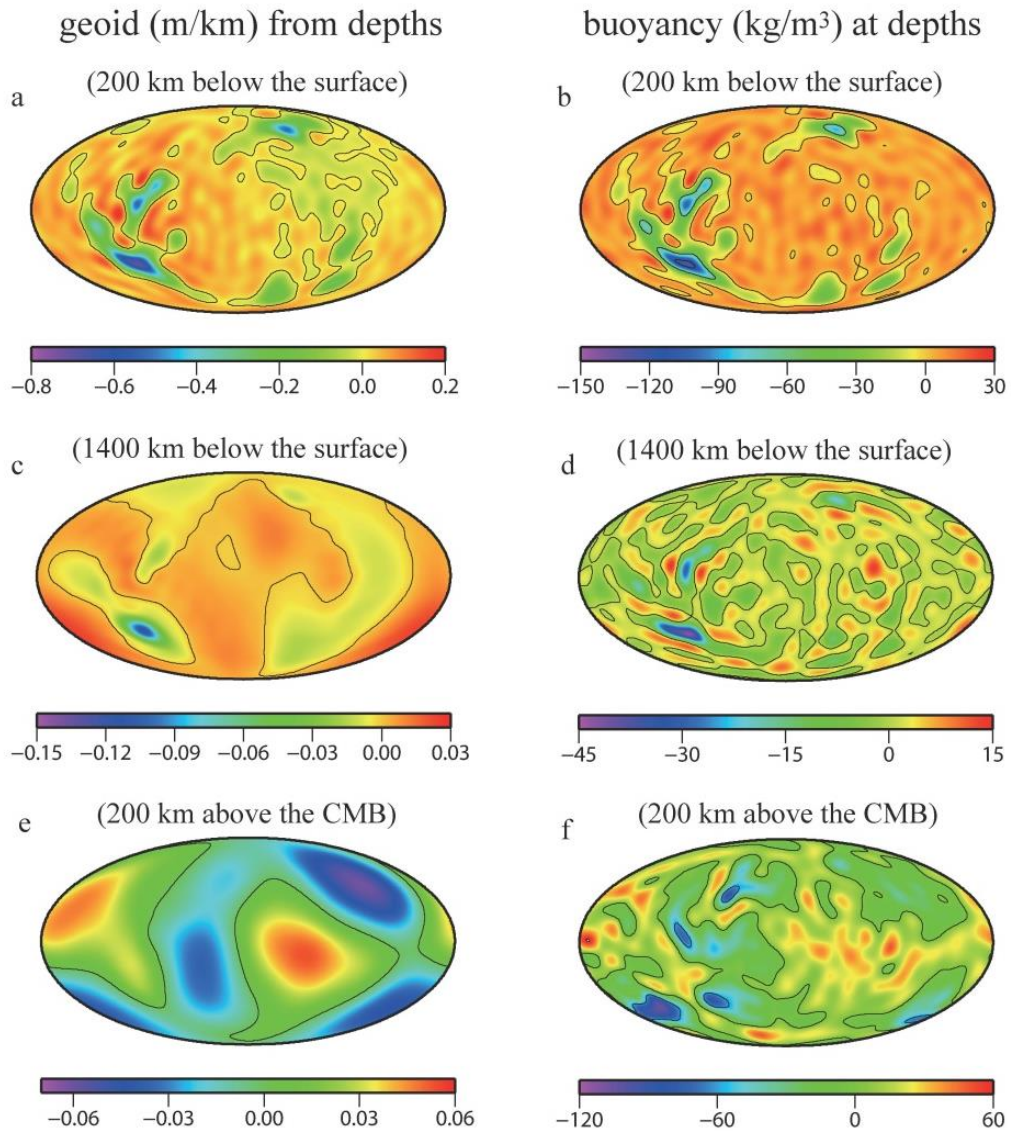 geoid (m/km) from depths
buoyancy (kg/m³) at depths
a
(200 km below the surface)
b
(200 km below the surface)
−0.8 −0.6 −0.4 −0.2 0.0 0.2
−150 −120 −90 −60 −30 0 30
c
(1400 km below the surface)
d
(1400 km below the surface)
−0.15 −0.12 −0.09 −0.06 −0.03 0.00 0.03
−45 −30 −15 0 15
e
(200 km above the CMB)
f
(200 km above the CMB)
−0.06 −0.03 0.00 0.03 0.06
−120 −60 0 60